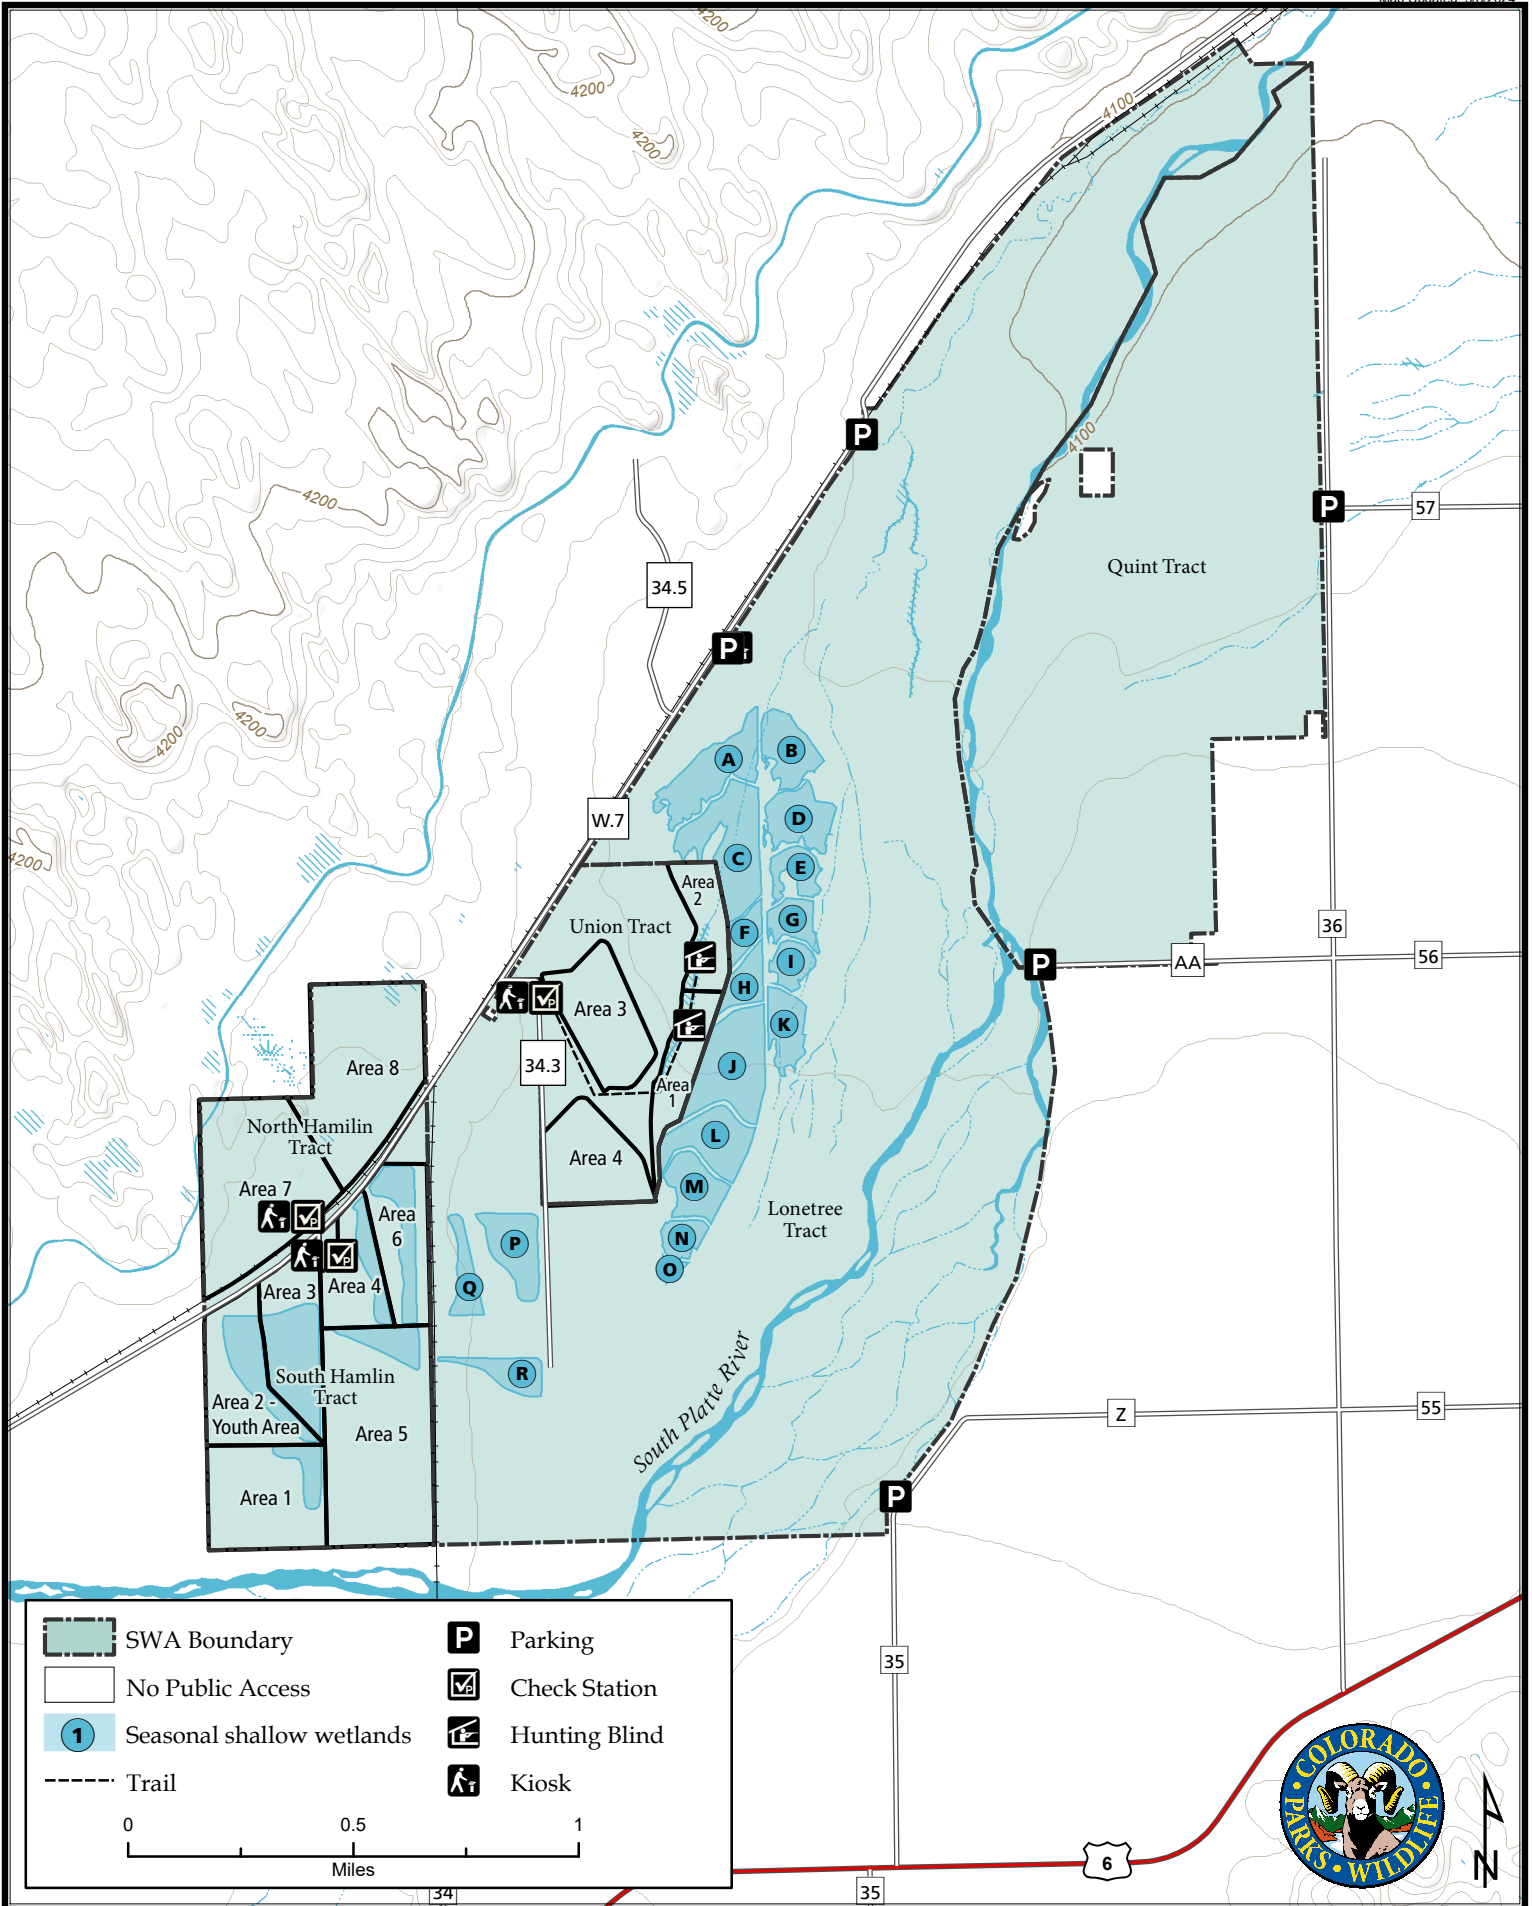 4200
4200
4200
4100
4100
4200
4200
4200
4200
34.5
57
Quint Tract
A
B
W.7
D
C
E
Area
2
Union Tract
F
G
36
I
AA
56
H
Area 3
K
34.3
J
Area 8
Area
1
North Hamilin
Tract
L
Area 4
Area 7
M
Area
6
Lonetree
Tract
P
N
O
Area 3
Area 4
Q
South Platte River
R
South Hamlin
Tract
Area 2 -
Youth Area
Area 5
Z
55
Area 1
P
P
P
P
P
SWA Boundary
P Parking
No Public Access
Check Station
1 Seasonal shallow wetlands
Hunting Blind
Trail
Kiosk
0 0.5 1
Miles
35
6
34
35
COLORADO
PARKS • WILDLIFE
N